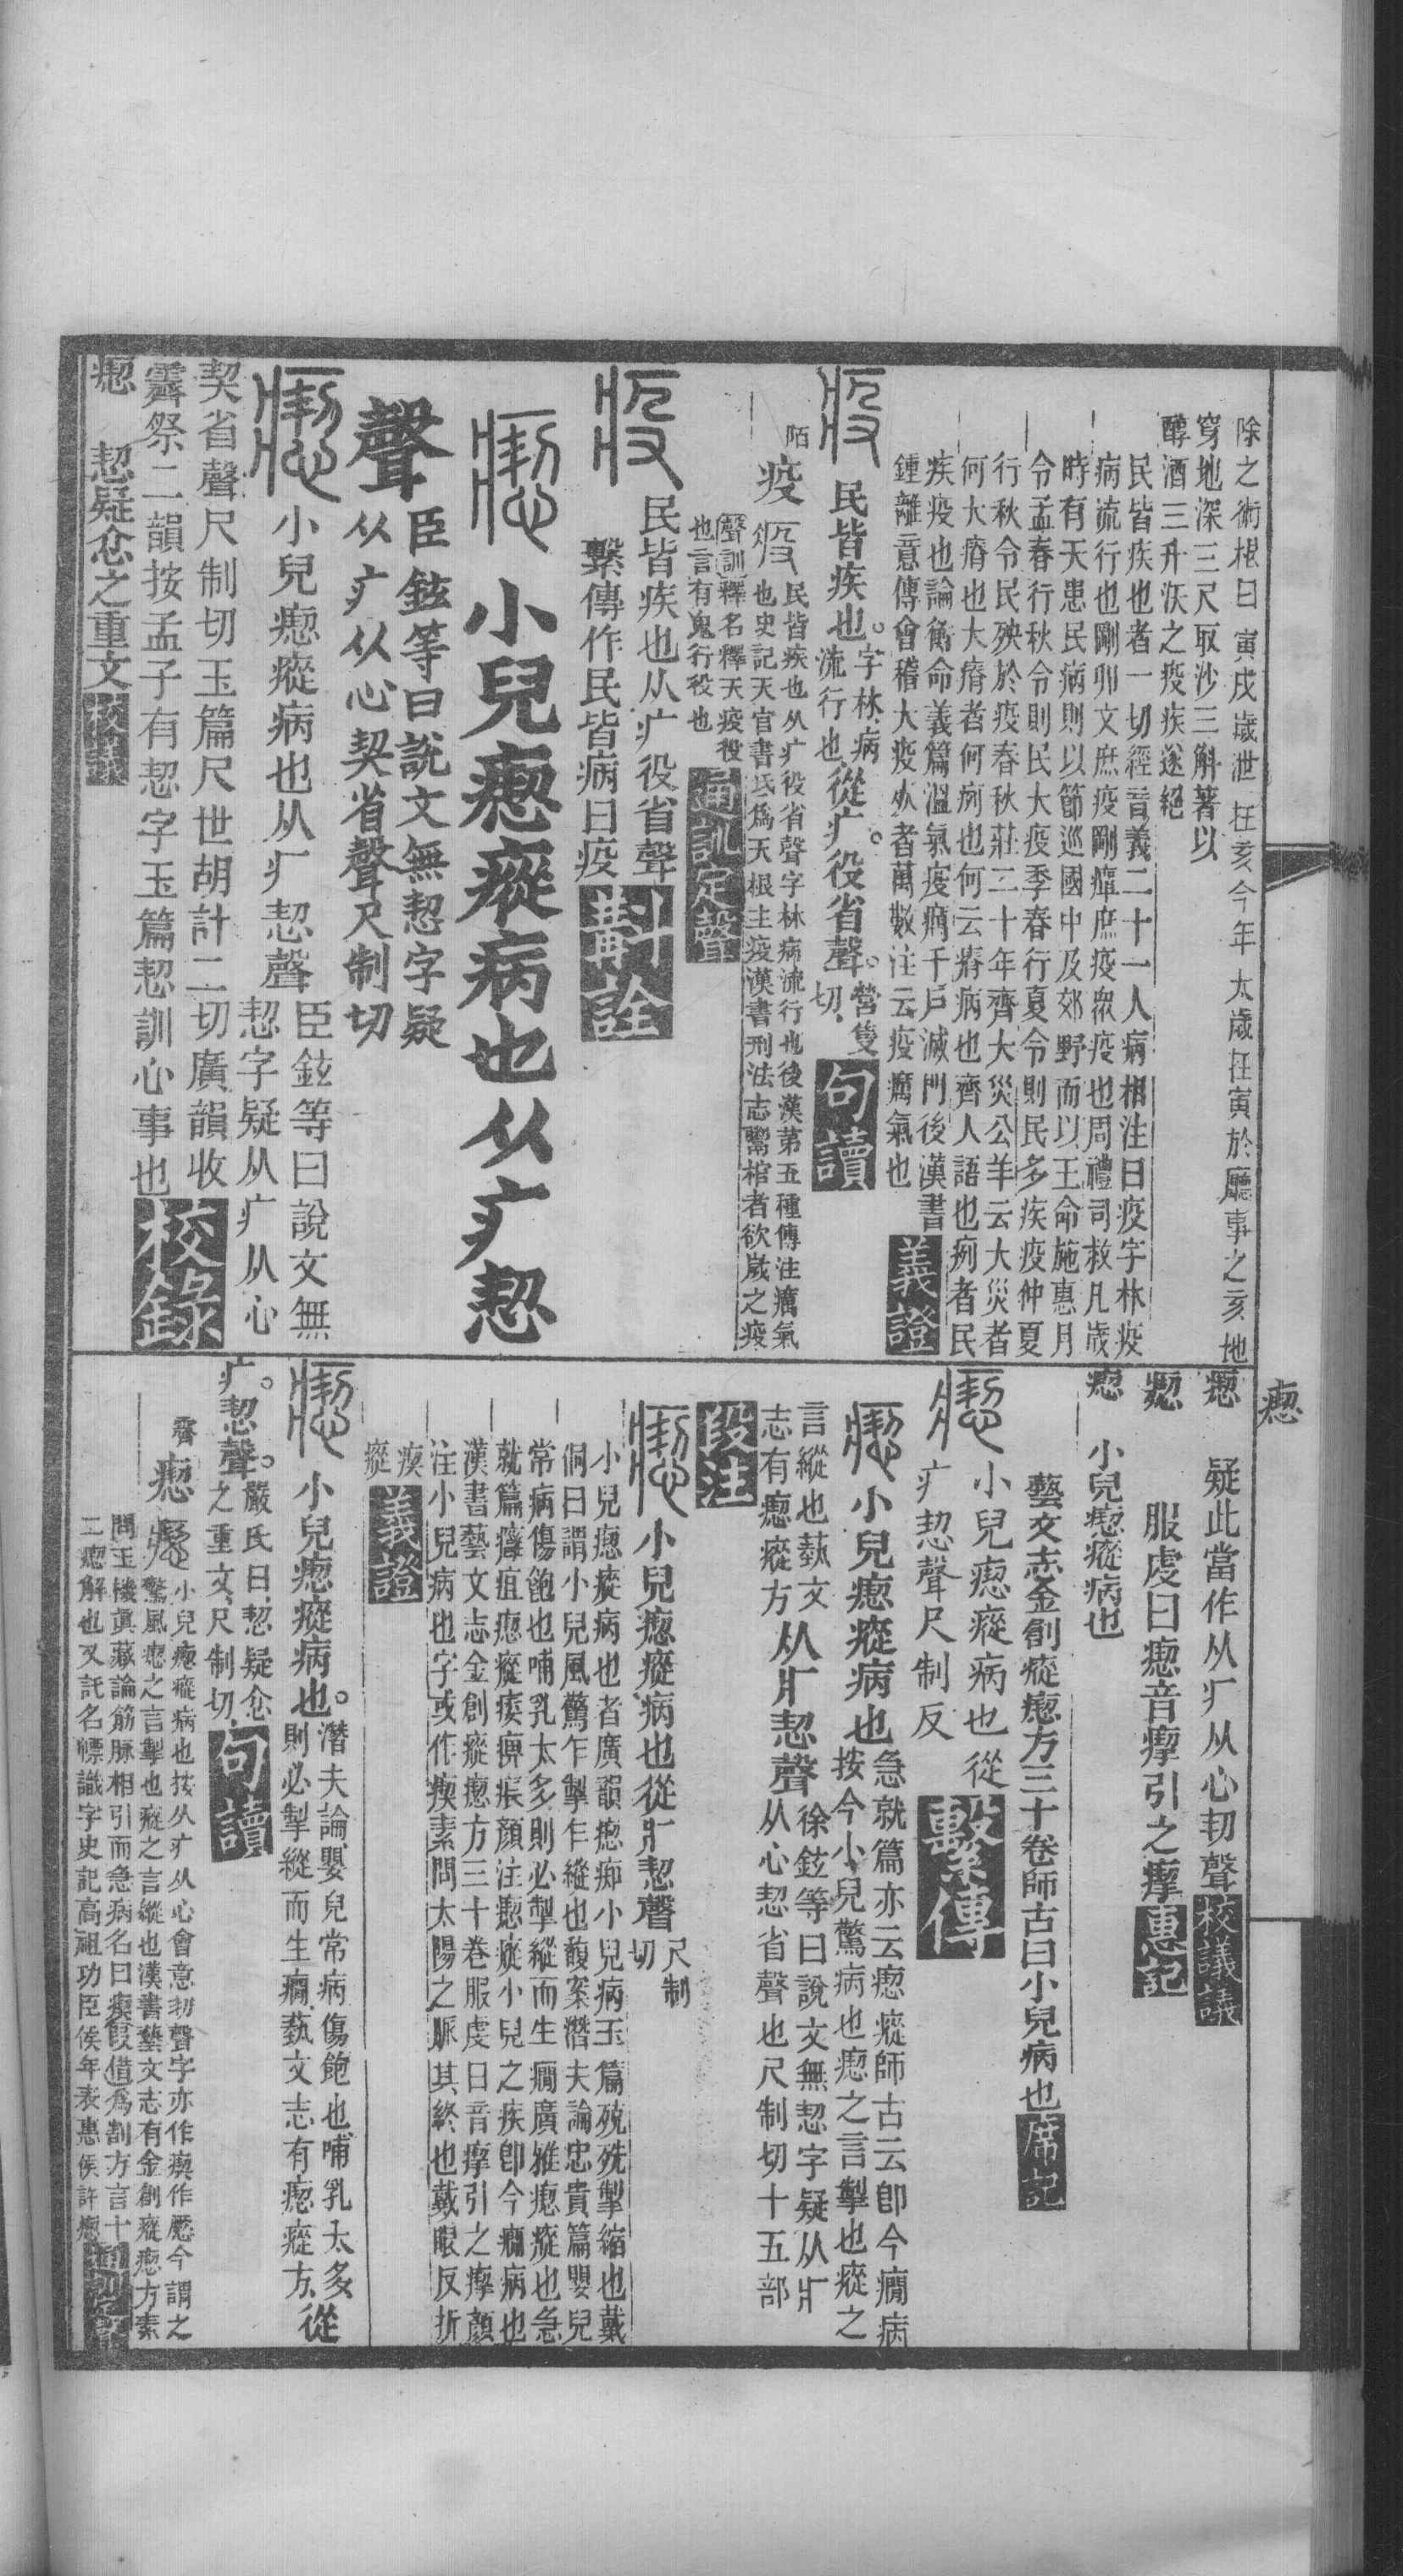 除之術根曰寅戌歲泄在亥今年太歲在寅於廳事之亥地
穿地深三尺取沙三斛著以
醇酒三升沃之疫疾遂絕
民皆疾也者一切經音義二十一人病相注曰疫字林疫
病流行也剛卯文庶疫剛癉庶疫眾疫也周禮司救凡歲
時有天患民病則以節巡國中及郊野而以王命施惠月
令孟春行秋令則民大疫季春行夏令則民多疾疫仲夏
行秋令民殃於疫春秋莊二十年齊大災公羊云大災者
何大瘠也大瘠者何㾐也何云瘠病也齊人語也㾐者民
疾疫也論衡命義篇溫氣疫癘千戶滅門後漢書
鍾離意傳會稽大疫死者萬數注云疫癘氣也
義證
疫
民皆疾也。字林、病流行也、從疒。役省聲。營隻切、
句讀
陌
疫
民皆疾也从疒役省聲字林病流行也後漢第五種傳注癘氣
也史記天官書氐為天根主疫漢書刑法志鬻棺者欲歲之疫
聲訓釋名釋天疫役
也言有鬼行役也
通訓定聲
疫
民皆疾也从疒役省聲
繫傳作民皆病曰疫
斠詮
瘛
小兒瘛瘲病也从疒恝
聲
臣鉉等曰說文無恝字疑
从疒从心契省聲尺制切
瘛
小兒瘛瘲病也从疒恝聲
臣鉉等曰說文無
恝字疑从疒从心
契省聲尺制切玉篇尺世胡計二切廣韻收
霽祭二韻按孟子有恝字玉篇恝訓心事也
校錄
瘛
恝疑忿之重文
校議
瘛
瘛
疑此當作从疒从心㓞聲
校議議
瘛
服虔曰瘛音瘈引之瘈
惠記
瘛
小兒瘛瘲病也
藝文志金創瘲瘛方三十卷師古曰小兒病也
席記
瘛
小兒瘛瘲病也從
疒恝聲尺制反
繫傳
瘛
小兒瘛瘲病也
急就篇亦云瘛瘲師古云卽今癇病
按今小兒驚病也瘛之言掣也瘲之
言縱也埶文
志有瘛瘲方
从疒恝聲
徐鉉等曰說文無恝字疑从疒
从心恝省聲也尺制切十五部
段注
瘛
小兒瘛瘲病也從疒恝聲
尺制
切
小兒瘛瘲病也者廣韻瘛㾓小兒病玉篇㱦㱡掣縮也戴
侗曰謂小兒風驚乍掣乍縱也馥案潛夫論忠貴篇嬰兒
常病傷飽也哺乳太多則必掣縱而生癇廣雅瘛瘲也急
就篇癰疽瘛瘲痿痹痕顏注瘛瘲小兒之疾卽今癇病也
漢書藝文志金創瘲瘛方三十卷服虔曰音瘈引之瘈顏
注小兒病也字或作瘈素問太陽之脈其終也戴眼反折
瘈
瘲
義證
瘛
小兒瘛瘲病也。
潛夫論、嬰兒常病傷飽也、哺乳太多、
則必掣縱而生癇、埶文志有瘛瘲方、
從
疒。恝聲。
嚴氏曰、恝疑忿
之重文、尺制切、
句讀
霽
瘛
小兒瘛瘲病也按从疒从心會意㓞聲字亦作瘈作㥣今謂之
驚風瘛之言掣也瘲之言縱也漢書藝文志有金創瘲瘛方素
問玉機眞藏論筋脈相引而急病名曰瘈假借為㓞方言十
二瘛解也又託名幖識字史記高祖功臣侯年表惠侯許瘛
通訓定聲